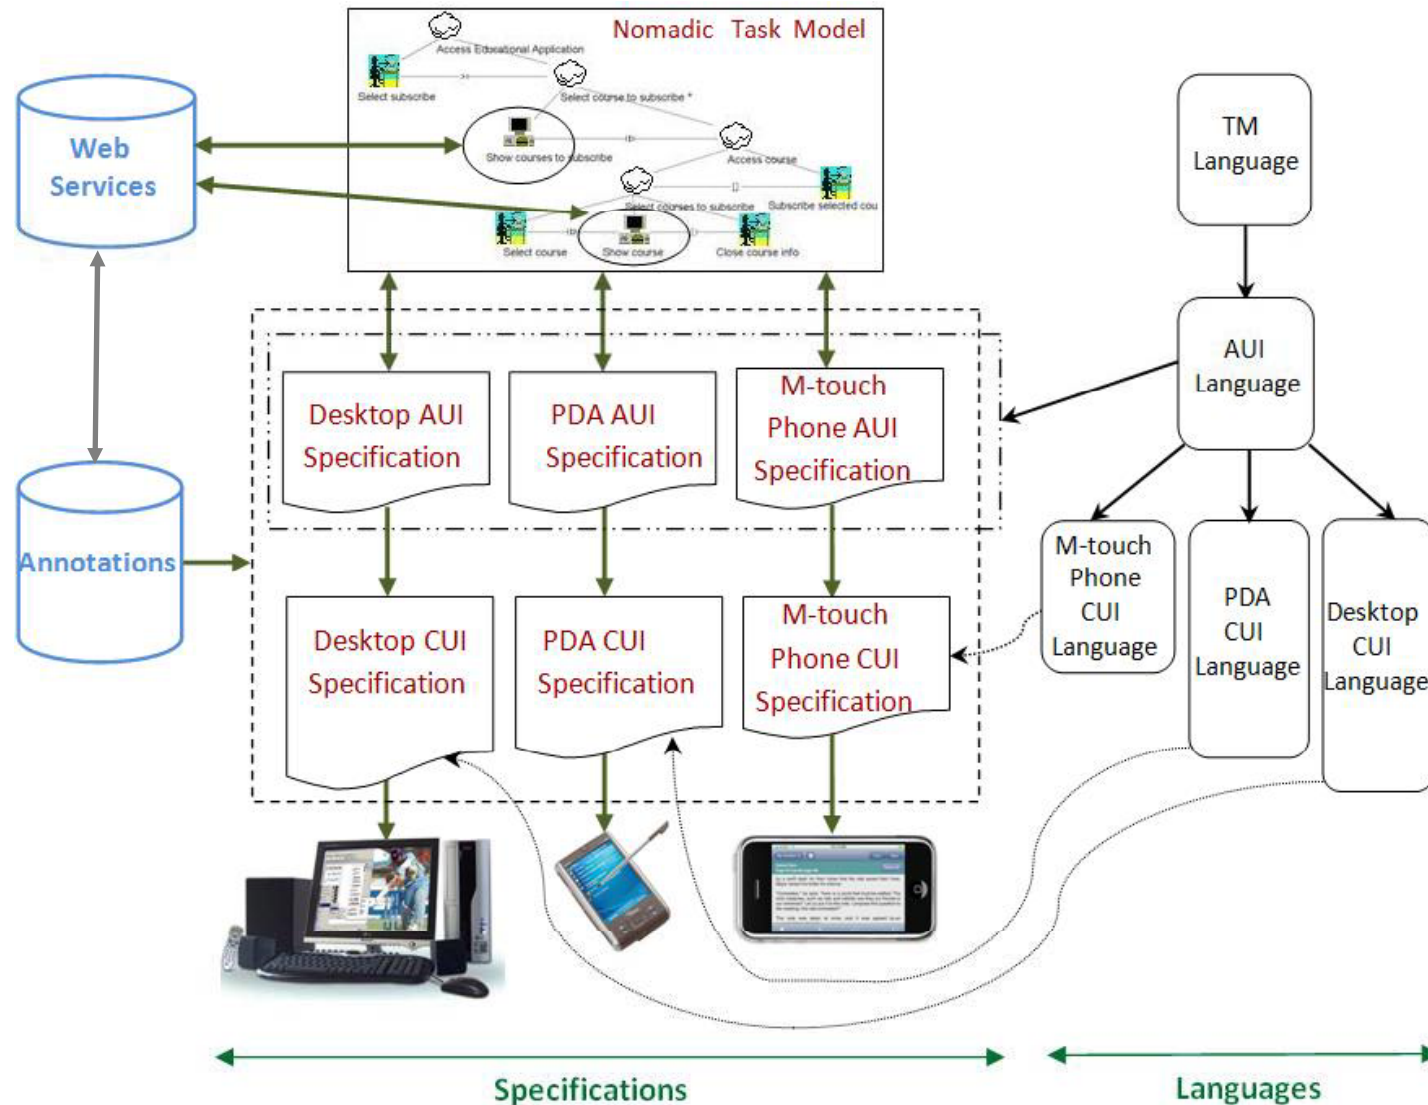 Nomadic Task Model
Access Educational Application
Select subscribe
Select course to subscribe *
Show courses to subscribe
Access course
Select courses to subscribe
Subscribe selected cou
Select course
Show course
Close course info
Web
Services
Annotations
Desktop AUI
Specification
PDA AUI
Specification
M-touch
Phone AUI
Specification
Desktop CUI
Specification
PDA CUI
Specification
M-touch
Phone CUI
Specification
TM
Language
AUI
Language
M-touch
Phone
CUI
Language
PDA
CUI
Language
Desktop
CUI
Language
Specifications
Languages